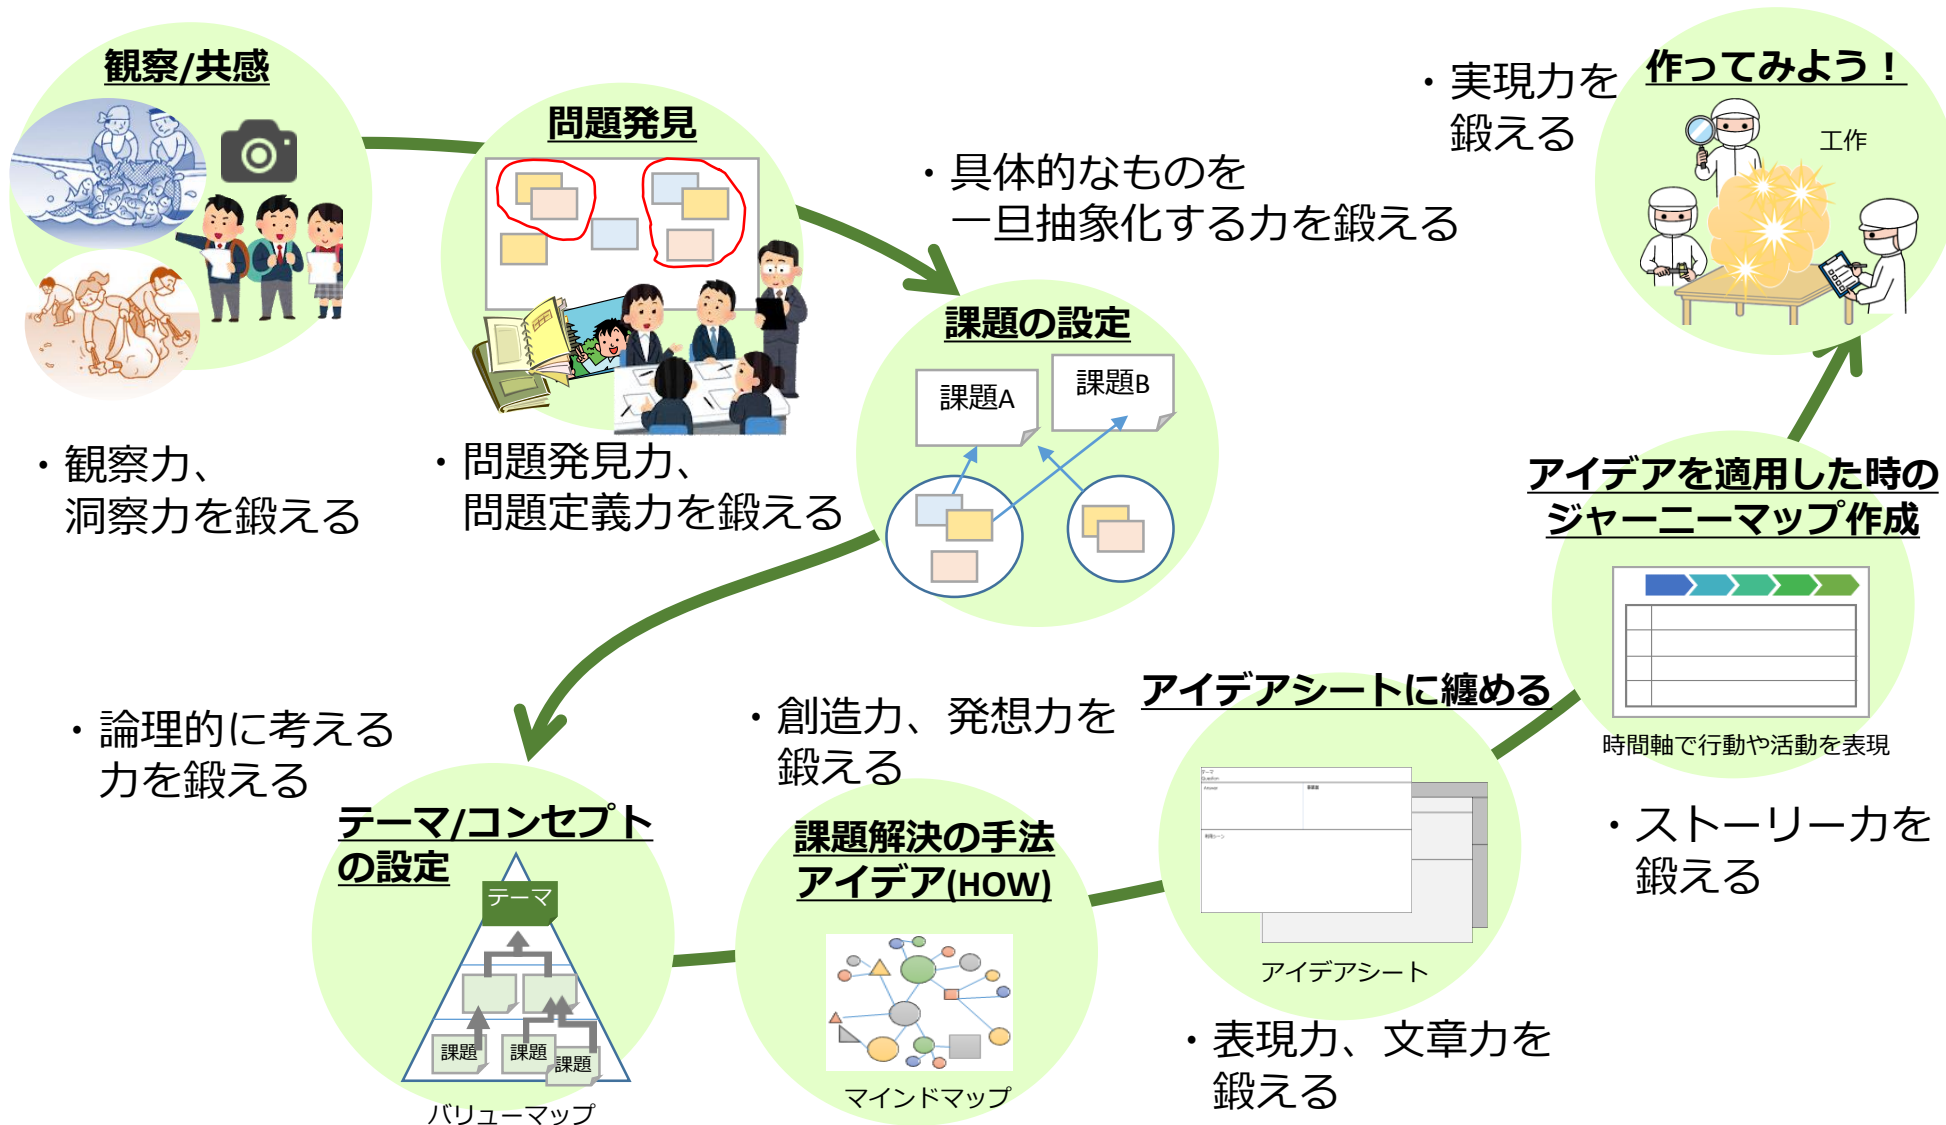 観察/共感
・観察力、
洞察力を鍛える
問題発見
・問題発見力、
問題定義力を鍛える
・具体的なものを
一旦抽象化する力を鍛える
課題の設定
課題A
課題B
・論理的に考える
力を鍛える
テーマ/コンセプト
の設定
テーマ
課題
課題
課題
バリューマップ
・創造力、発想力を
鍛える
課題解決の手法
アイデア(HOW)
マインドマップ
アイデアシートに纏める
テーマ
Question
Answer
利用シーン
アイデアシート
・表現力、文章力を
鍛える
アイデアを適用した時の
ジャーニーマップ作成
時間軸で行動や活動を表現
・ストーリー力を
鍛える
・実現力を
鍛える
作ってみよう！
工作